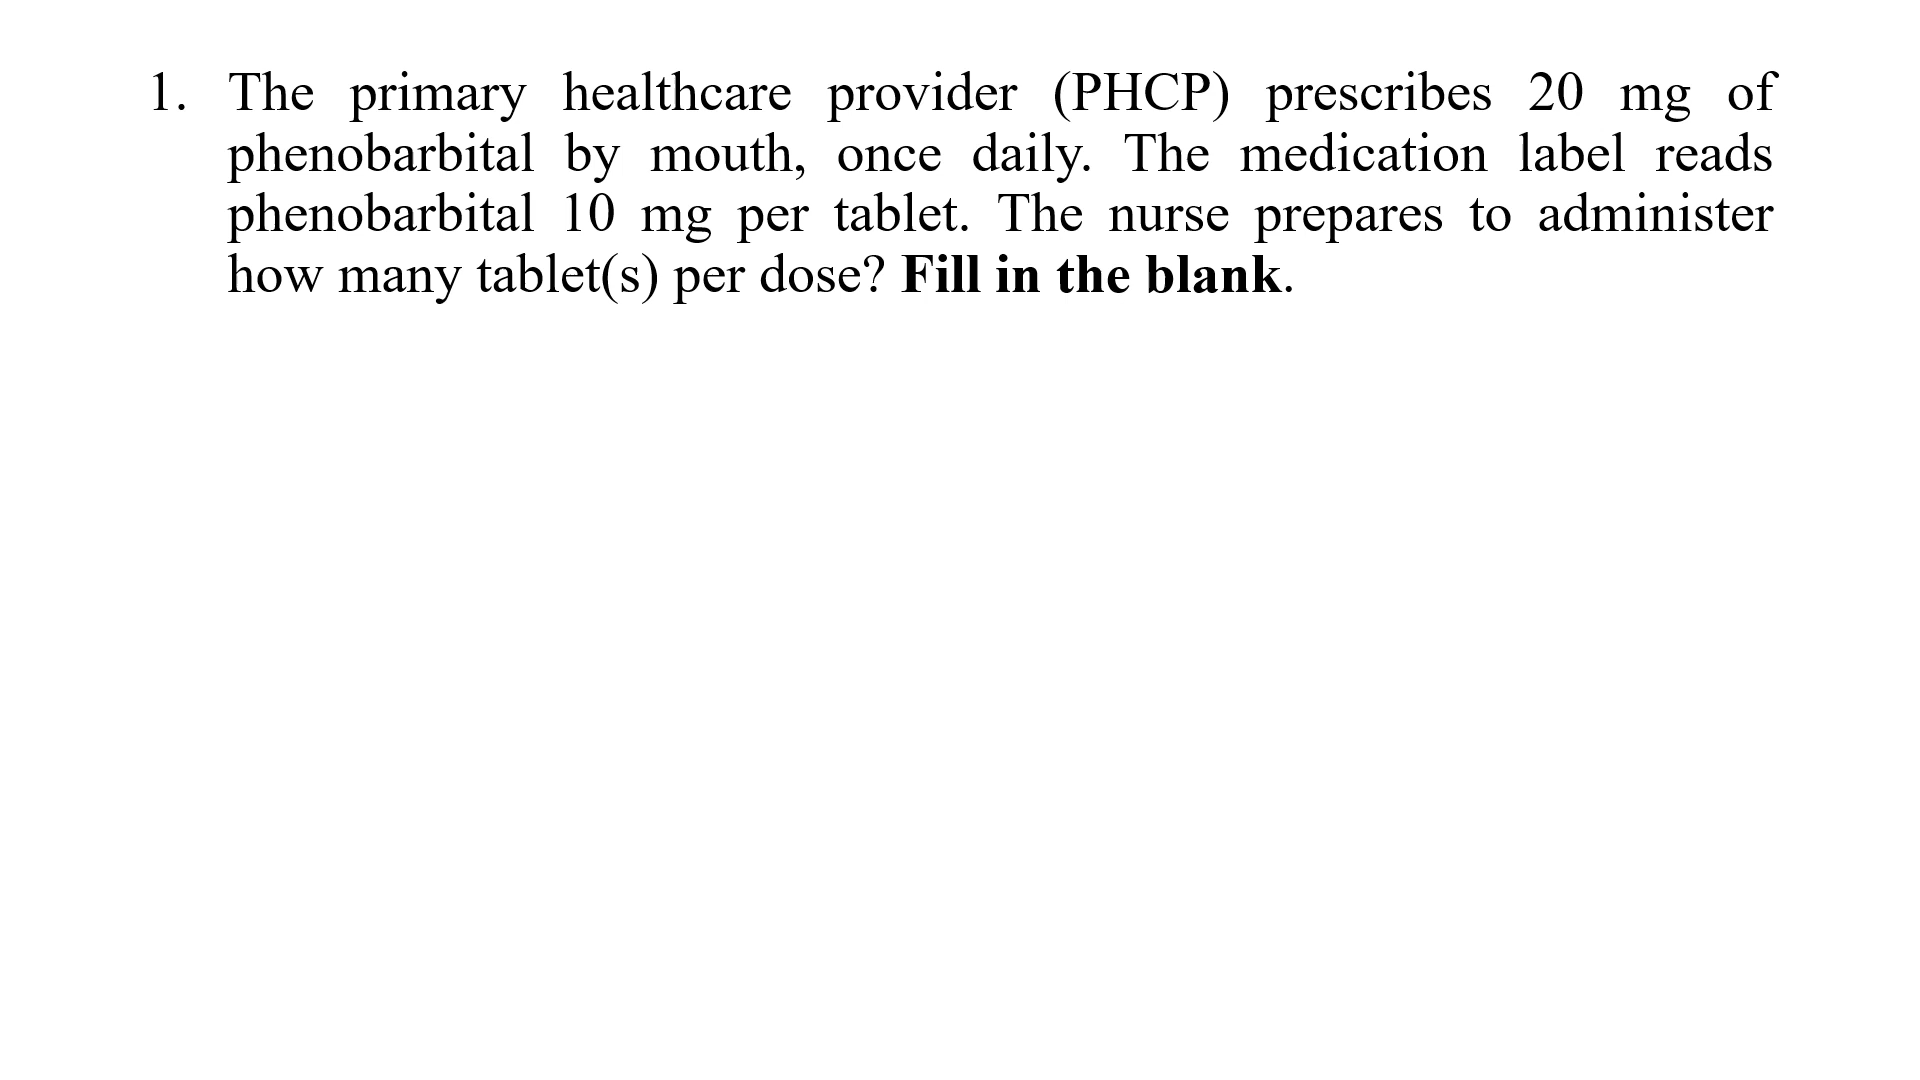 1. The primary healthcare provider (PHCP) prescribes 20 mg of
phenobarbital by mouth, once daily. The medication label reads
phenobarbital 10 mg per tablet. The nurse prepares to administer
how many tablet(s) per dose? Fill in the blank.